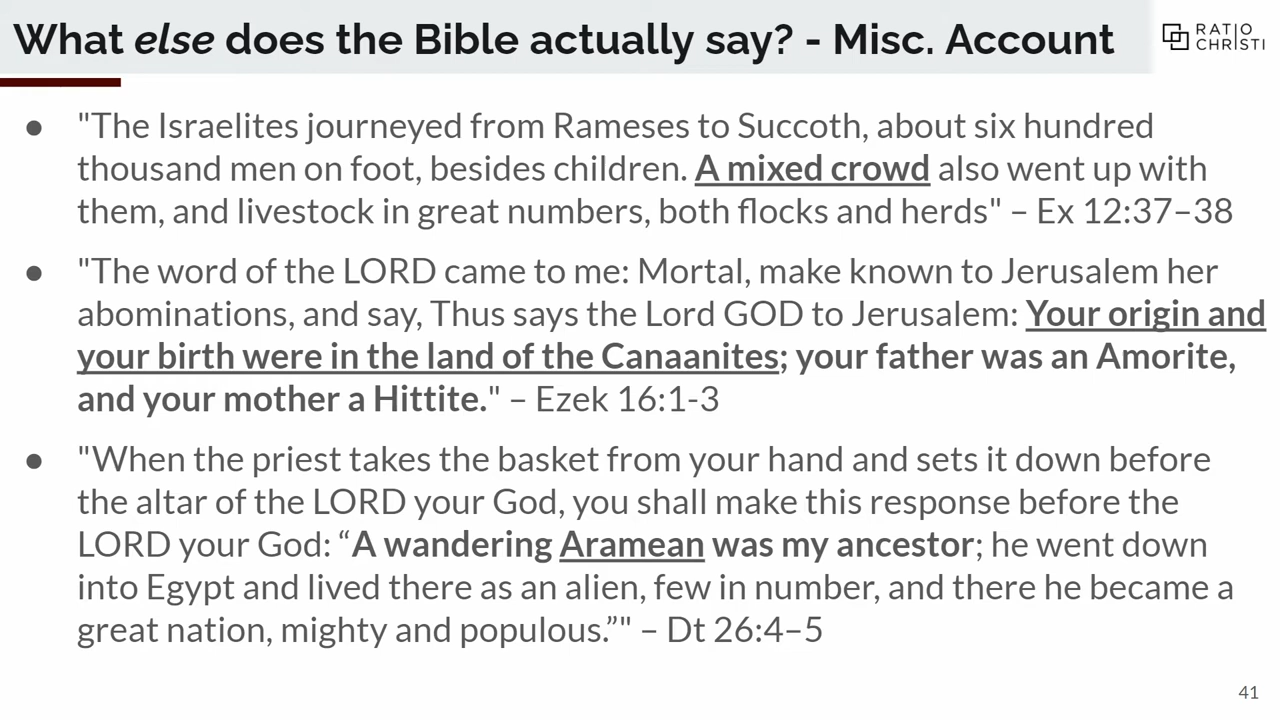 What else does the Bible actually say? - Misc. Account
RATIO
CHRISTI
● "The Israelites journeyed from Rameses to Succoth, about six hundred
thousand men on foot, besides children. A mixed crowd also went up with
them, and livestock in great numbers, both flocks and herds" – Ex 12:37–38
● "The word of the LORD came to me: Mortal, make known to Jerusalem her
abominations, and say, Thus says the Lord GOD to Jerusalem: Your origin and
your birth were in the land of the Canaanites; your father was an Amorite,
and your mother a Hittite." – Ezek 16:1-3
● "When the priest takes the basket from your hand and sets it down before
the altar of the LORD your God, you shall make this response before the
LORD your God: “A wandering Aramean was my ancestor; he went down
into Egypt and lived there as an alien, few in number, and there he became a
great nation, mighty and populous.”" – Dt 26:4–5
41